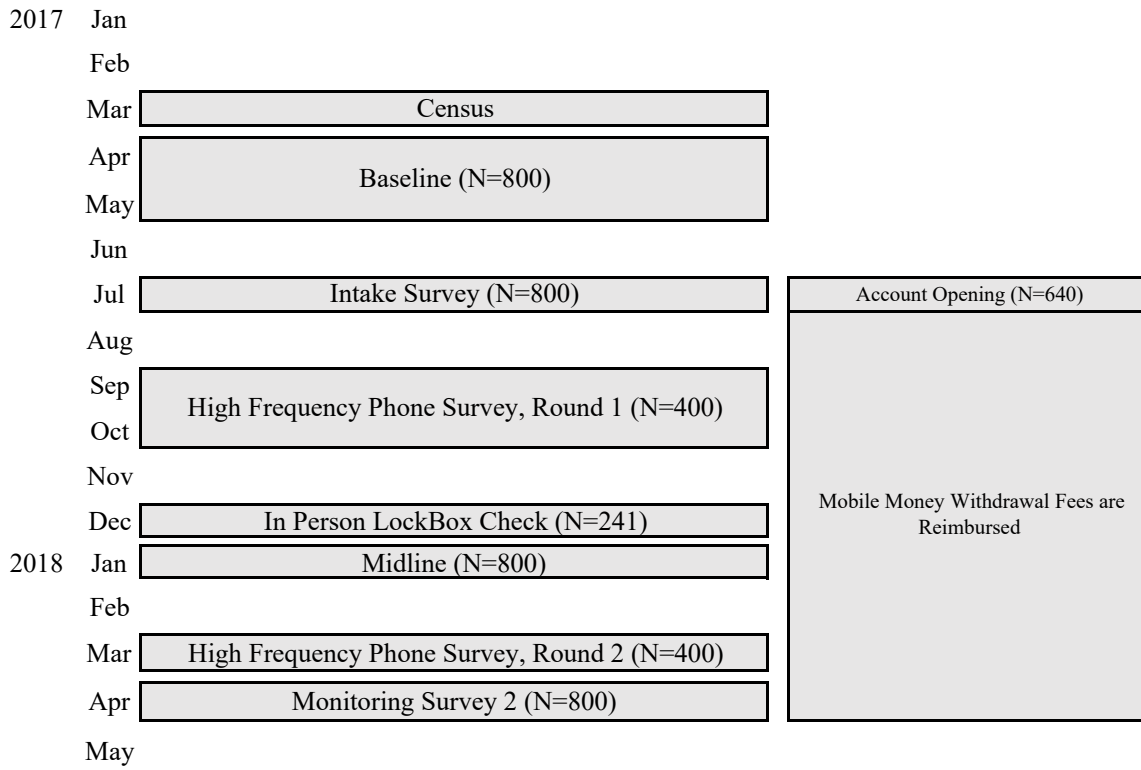 2017 Jan
Feb
Mar Census
Apr
Baseline (N=800)
May
Jun
Jul Intake Survey (N=800) Account Opening (N=640)
Aug
Sep
High Frequency Phone Survey, Round 1 (N=400)
Oct
Nov
Mobile Money Withdrawal Fees are
Reimbursed
Dec In Person LockBox Check (N=241)
2018 Jan Midline (N=800)
Feb
Mar High Frequency Phone Survey, Round 2 (N=400)
Apr Monitoring Survey 2 (N=800)
May